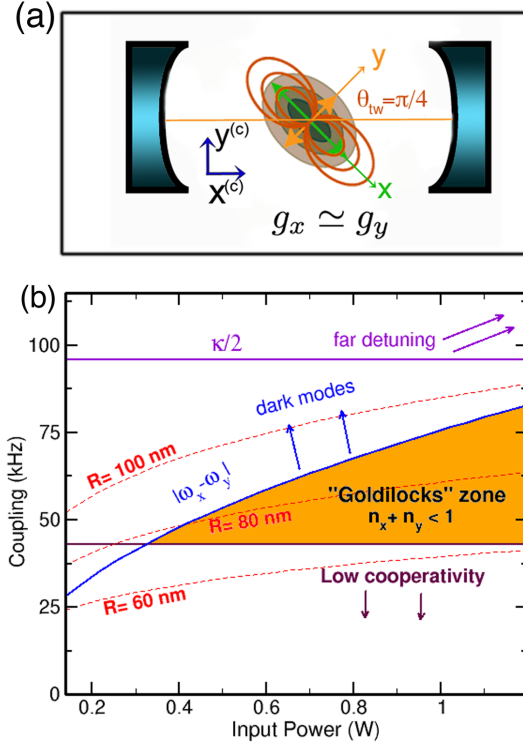 (a)
y
θtw=π/4
y(c)
x(c)
x
gx ≃ gy
(b)
κ/2
far detuning
dark modes
R= 100 nm
|ωx-ωy|
R= 80 nm
"Goldilocks" zone
nx + ny < 1
Low cooperativity
R= 60 nm
Coupling (kHz)
100
75
50
25
0
0.2
0.4
0.6
0.8
1
Input Power (W)